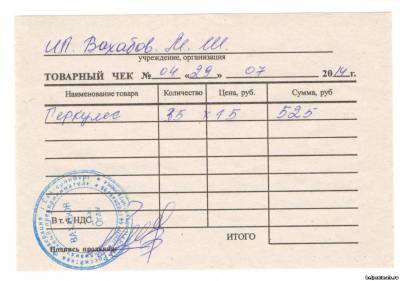 ИП. Вахабов. М. Ш.
учреждение, организация
ТОВАРНЫЙ ЧЕК № 04 «29» 07 2014 г.
Наименование товара Количество Цена, руб. Сумма, руб
Геркулес 35 x 15 525
В т.ч. НДС
ИТОГО
Подпись продавца